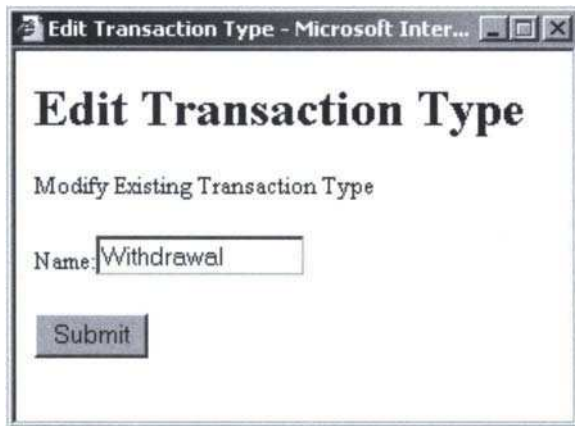 Edit Transaction Type - Microsoft Inter...
Edit Transaction Type
Modify Existing Transaction Type
Name: Withdrawal
Submit